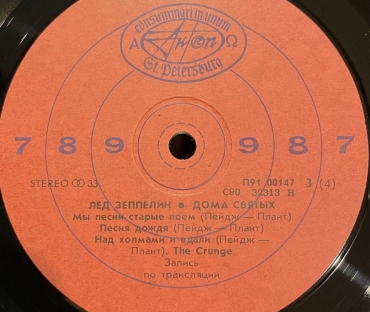 consummari in unum
А АнТроп Ω
St Petersburg
7 8 9 9 8 7
STEREO 33
П91 00147 3 (4)
С90 32313 Н
ЛЕД ЗЕППЕЛИН • ДОМА СВЯТЫХ
Мы песни старые поем (Пейдж — Плант)
Песня дождя (Пейдж — Плант)
Над холмами и вдали (Пейдж —
Плант). The Crunge
Запись
по трансляции